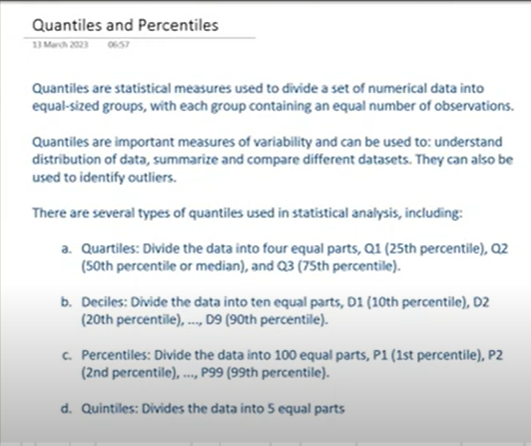 Quantiles and Percentiles
13 March 2023 06:57
Quantiles are statistical measures used to divide a set of numerical data into
equal-sized groups, with each group containing an equal number of observations.
Quantiles are important measures of variability and can be used to: understand
distribution of data, summarize and compare different datasets. They can also be
used to identify outliers.
There are several types of quantiles used in statistical analysis, including:
a. Quartiles: Divide the data into four equal parts, Q1 (25th percentile), Q2
(50th percentile or median), and Q3 (75th percentile).
b. Deciles: Divide the data into ten equal parts, D1 (10th percentile), D2
(20th percentile), ..., D9 (90th percentile).
c. Percentiles: Divide the data into 100 equal parts, P1 (1st percentile), P2
(2nd percentile), ..., P99 (99th percentile).
d. Quintiles: Divides the data into 5 equal parts